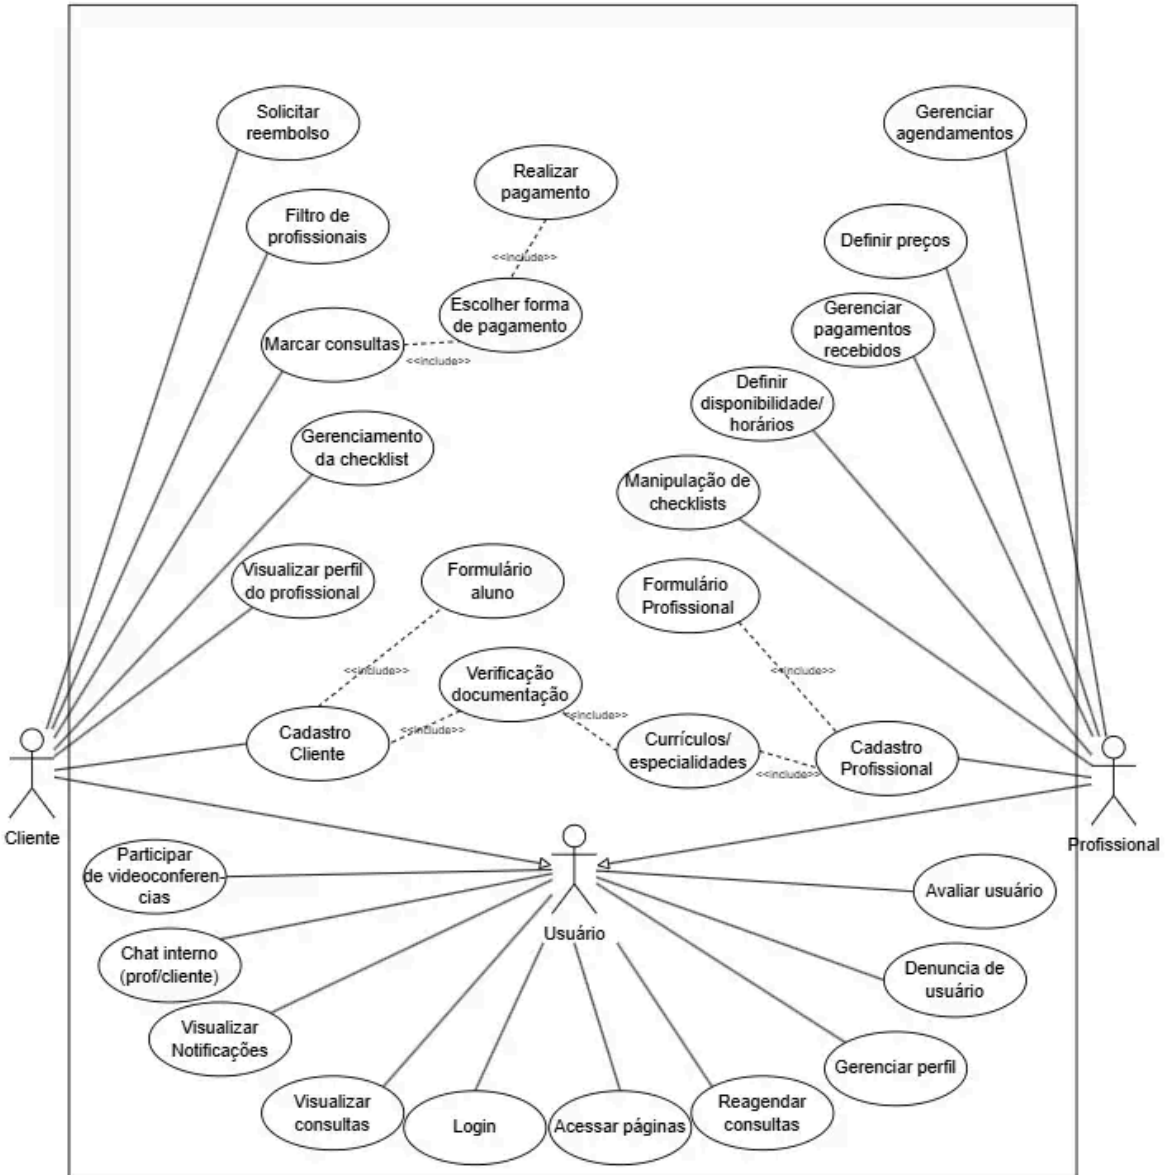 Solicitar
reembolso
Gerenciar
agendamentos
Realizar
pagamento
Filtro de
profissionais
Definir preços
<<include>>
Escolher forma
de pagamento
Gerenciar
pagamentos
recebidos
Marcar consultas
<<include>>
Definir
disponibilidade/
horários
Gerenciamento
da checklist
Manipulação de
checklists
Visualizar perfil
do profissional
Formulário
aluno
Formulário
Profissional
<<include>>
<<include>>
Verificação
documentação
<<include>>
<<include>>
Cadastro
Cliente
Currículos/
especialidades
<<include>>
Cadastro
Profissional
Cliente
Profissional
Participar
de videoconferen-
cias
Avaliar usuário
Usuário
Chat interno
(prof/cliente)
Denuncia de
usuário
Visualizar
Notificações
Gerenciar perfil
Visualizar
consultas
Login
Acessar páginas
Reagendar
consultas